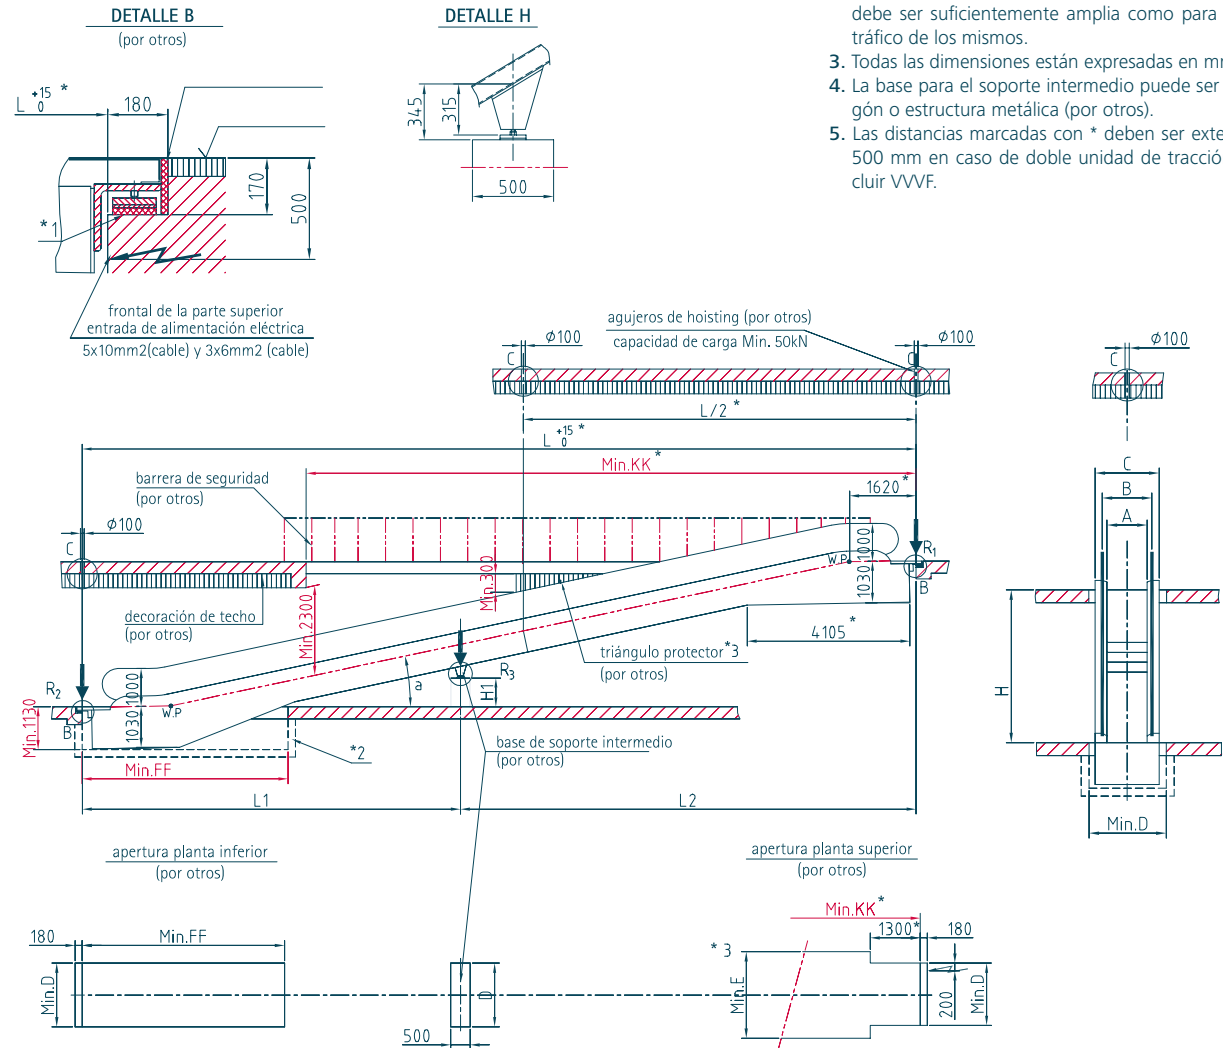 DETALLE B
(por otros)
DETALLE H
debe ser suficientemente amplia como para
tráfico de los mismos.
3. Todas las dimensiones están expresadas en mm
4. La base para el soporte intermedio puede ser
gón o estructura metálica (por otros).
5. Las distancias marcadas con * deben ser exte
500 mm en caso de doble unidad de tracció
cluir VVVF.
L +15 0 *
180
170
500
*1
345
315
500
frontal de la parte superior
entrada de alimentación eléctrica
5x10mm2(cable) y 3x6mm2 (cable)
agujeros de hoisting (por otros)
capacidad de carga Min. 50kN
ø100
ø100
ø100
C
C
C
L/2 *
L +15 0 *
Min.KK *
1620 *
barrera de seguridad
(por otros)
ø100
C
C
B
A
1000
R1
W.P
1030
B
Min.300
Min.2300
decoración de techo
(por otros)
4105 *
triángulo protector*3
(por otros)
R2
1000
R3
a
H1
H
Min.1130
B
1030
W.P
*2
base de soporte intermedio
(por otros)
Min.FF
L1
L2
Min.D
apertura planta inferior
(por otros)
apertura planta superior
(por otros)
Min.KK *
180
Min.FF
1300*
180
*3
Min.D
D
Min.E
200
Min.D
500